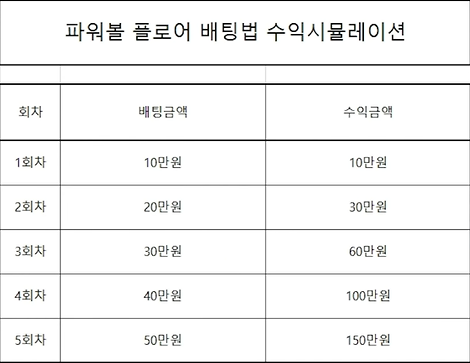 파워볼 플로어 배팅법 수익시뮬레이션
회차 배팅금액 수익금액
1회차 10만원 10만원
2회차 20만원 30만원
3회차 30만원 60만원
4회차 40만원 100만원
5회차 50만원 150만원